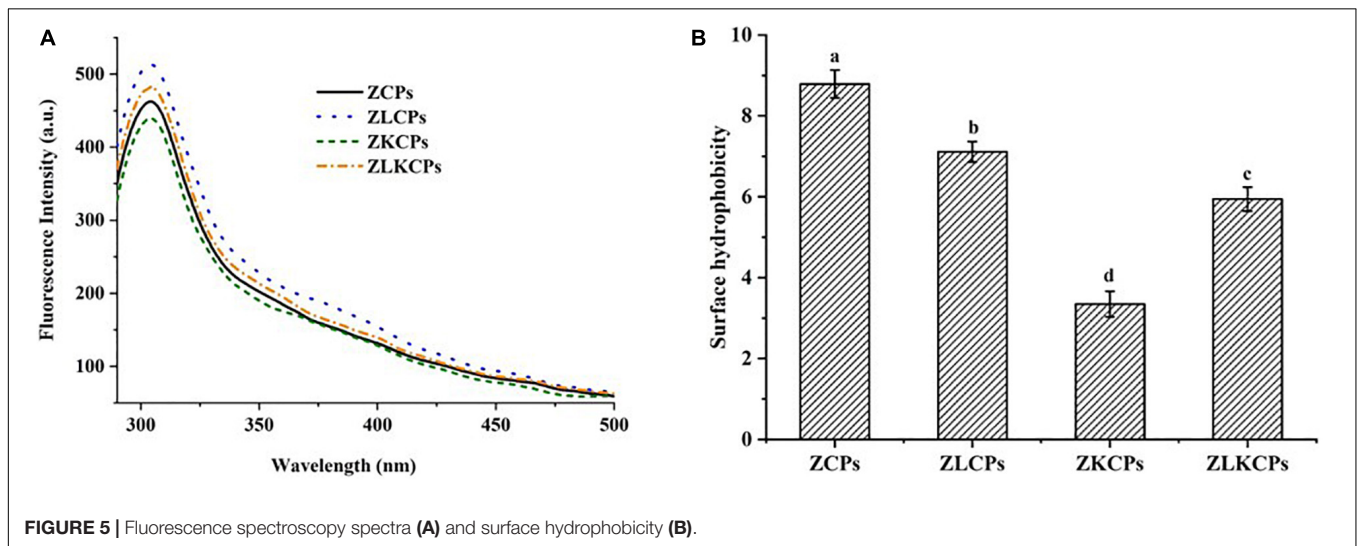 A
Fluorescence Intensity (a.u.)
500
400
300
200
100
ZCPs
ZLCPs
ZKCPs
ZLKCPs
300
350
400
450
500
Wavelength (nm)
B
Surface hydrophobicity
10
8
6
4
2
0
a
b
d
c
ZCPs
ZLCPs
ZKCPs
ZLKCPs
FIGURE 5 | Fluorescence spectroscopy spectra (A) and surface hydrophobicity (B).